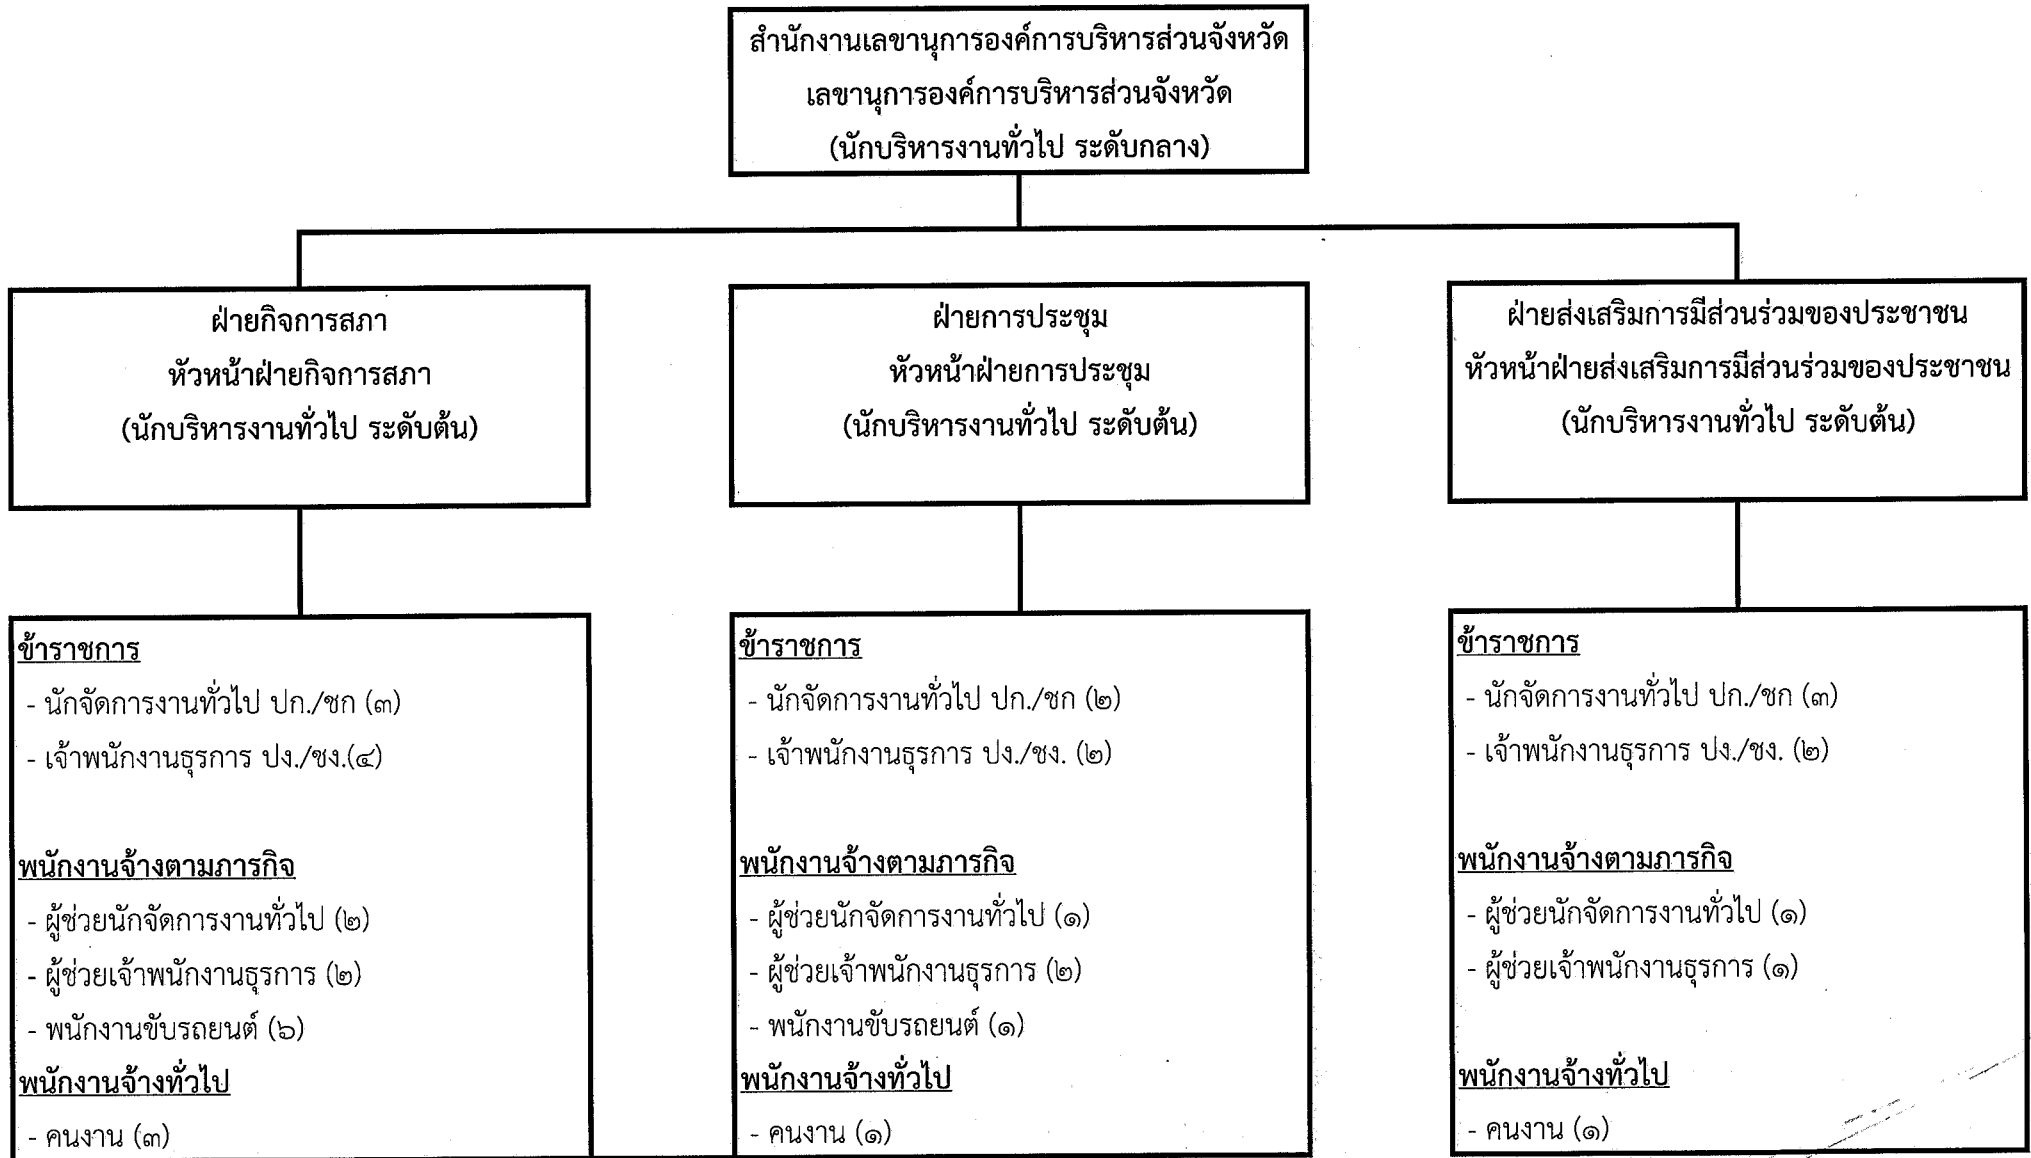 สำนักงานเลขานุการองค์การบริหารส่วนจังหวัด
เลขานุการองค์การบริหารส่วนจังหวัด
(นักบริหารงานทั่วไป ระดับกลาง)
ฝ่ายกิจการสภา
หัวหน้าฝ่ายกิจการสภา
(นักบริหารงานทั่วไป ระดับต้น)
ฝ่ายการประชุม
หัวหน้าฝ่ายการประชุม
(นักบริหารงานทั่วไป ระดับต้น)
ฝ่ายส่งเสริมการมีส่วนร่วมของประชาชน
หัวหน้าฝ่ายส่งเสริมการมีส่วนร่วมของประชาชน
(นักบริหารงานทั่วไป ระดับต้น)
ข้าราชการ
- นักจัดการงานทั่วไป ปก./ชก (๓)
- เจ้าพนักงานธุรการ ปง./ชง.(๔)
พนักงานจ้างตามภารกิจ
- ผู้ช่วยนักจัดการงานทั่วไป (๒)
- ผู้ช่วยเจ้าพนักงานธุรการ (๒)
- พนักงานขับรถยนต์ (๖)
พนักงานจ้างทั่วไป
- คนงาน (๓)
ข้าราชการ
- นักจัดการงานทั่วไป ปก./ชก (๒)
- เจ้าพนักงานธุรการ ปง./ชง. (๒)
พนักงานจ้างตามภารกิจ
- ผู้ช่วยนักจัดการงานทั่วไป (๑)
- ผู้ช่วยเจ้าพนักงานธุรการ (๒)
- พนักงานขับรถยนต์ (๑)
พนักงานจ้างทั่วไป
- คนงาน (๑)
ข้าราชการ
- นักจัดการงานทั่วไป ปก./ชก (๓)
- เจ้าพนักงานธุรการ ปง./ชง. (๒)
พนักงานจ้างตามภารกิจ
- ผู้ช่วยนักจัดการงานทั่วไป (๑)
- ผู้ช่วยเจ้าพนักงานธุรการ (๑)
พนักงานจ้างทั่วไป
- คนงาน (๑)